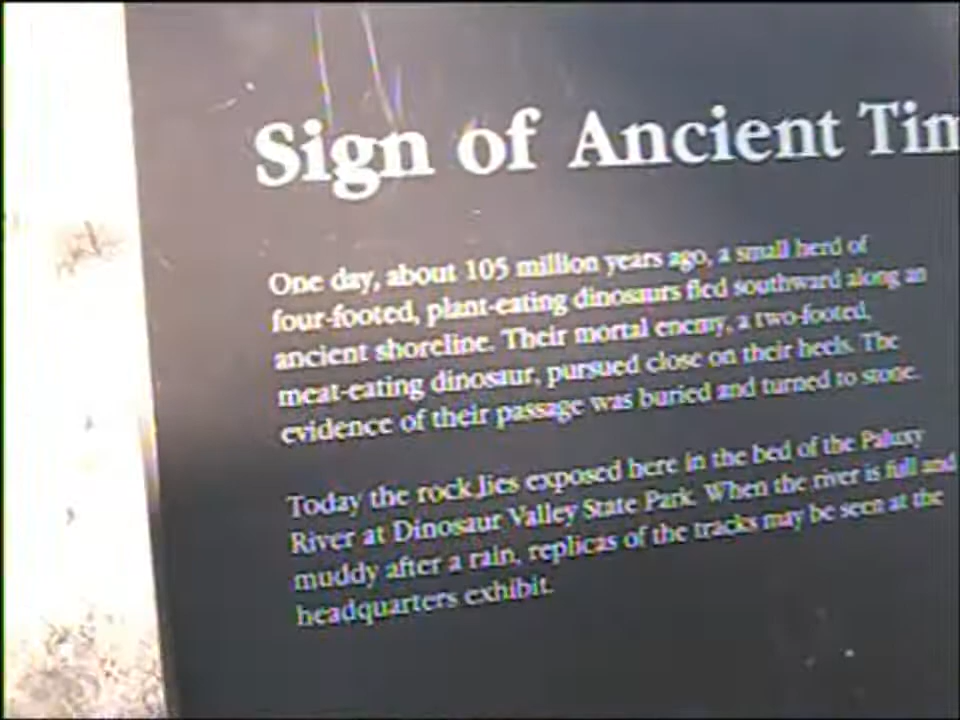 Sign of Ancient Tim
One day, about 105 million years ago, a small herd of
four-footed, plant-eating dinosaurs fled southward along an
ancient shoreline. Their mortal enemy, a two-footed,
meat-eating dinosaur, pursued close on their heels. The
evidence of their passage was buried and turned to stone.
Today the rock lies exposed here in the bed of the Paluxy
River at Dinosaur Valley State Park. When the river is full and
muddy after a rain, replicas of the tracks may be seen at the
headquarters exhibit.